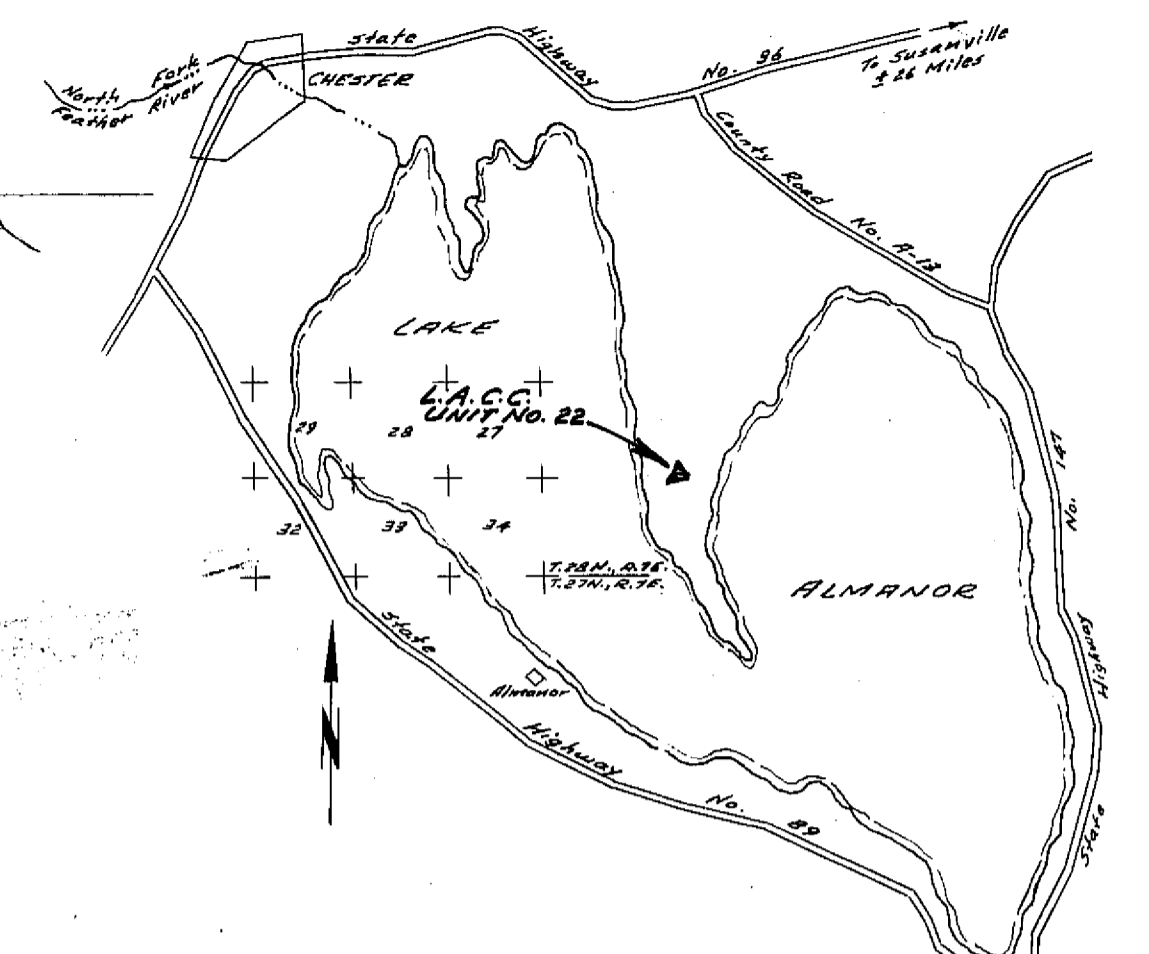 State Highway No. 36
To Susanville
± 26 Miles
North Fork
Feather River
CHESTER
County Road No. A-13
LAKE
L.A.C.C.
UNIT NO. 22
29 28 27
32 33 34
T.28N., R.7E.
T.27N., R.7E.
ALMANOR
State Highway No. 147
Almanor
N
State Highway No. 89